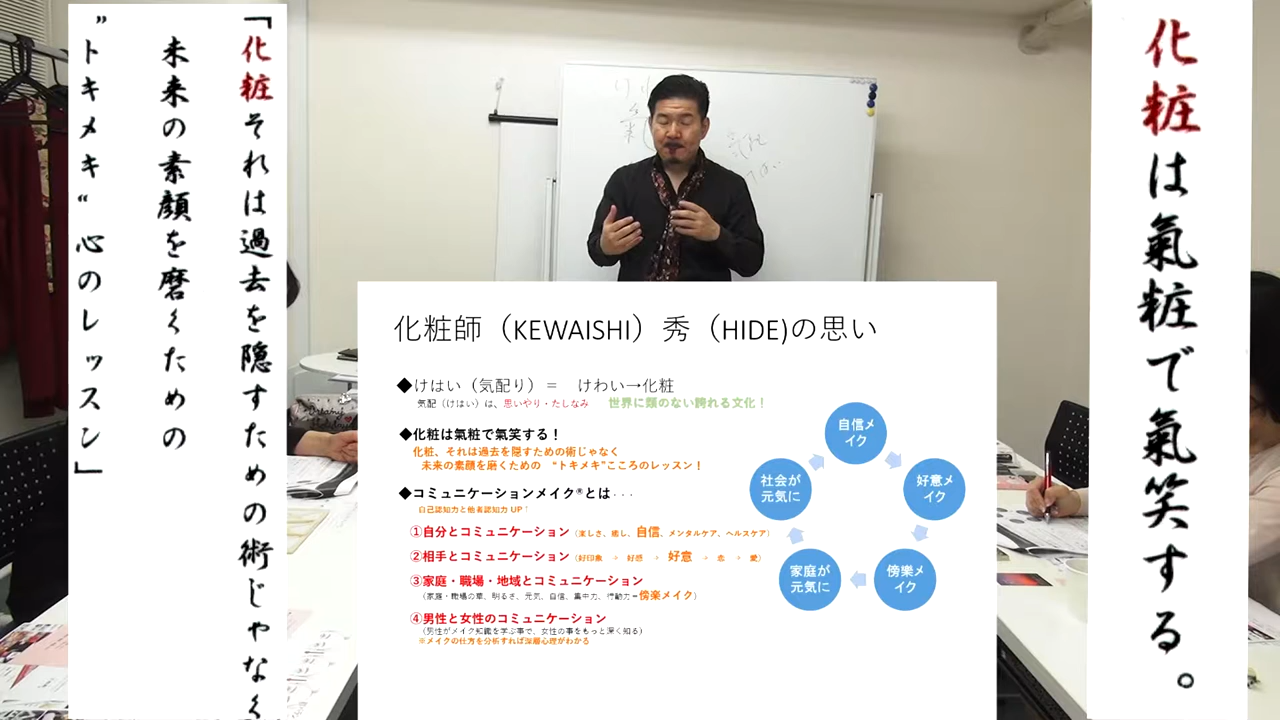 化粧は氣粧で氣笑する。
「化粧それは過去を隠すための術じゃなく
未来の素顔を磨くための
”トキメキ“心のレッスン」
化粧師（KEWAISHI）秀（HIDE)の思い
◆けはい（気配り）＝　けわい→化粧
気配（けはい）は、思いやり・たしなみ　世界に類のない誇れる文化！
◆化粧は氣粧で氣笑する！
化粧、それは過去を隠すための術じゃなく
未来の素顔を磨くための　“トキメキ”こころのレッスン！
◆コミュニケーションメイク®とは・・・
自己認知力と他者認知力 UP！
①自分とコミュニケーション（楽しさ、癒し、自信、メンタルケア、ヘルスケア）
②相手とコミュニケーション（好印象　>　好感　>　好意　>　恋　>　愛）
③家庭・職場・地域とコミュニケーション
（家庭・職場の華、明るさ、元気、自信、集中力、行動力＝傍楽メイク）
④男性と女性のコミュニケーション
（男性がメイク知識を学ぶ事で、女性の事をもっと深く知る）
※メイクの仕方を分析すれば深層心理がわかる
自信メイク
好意メイク
傍楽メイク
家庭が元気に
社会が元気に